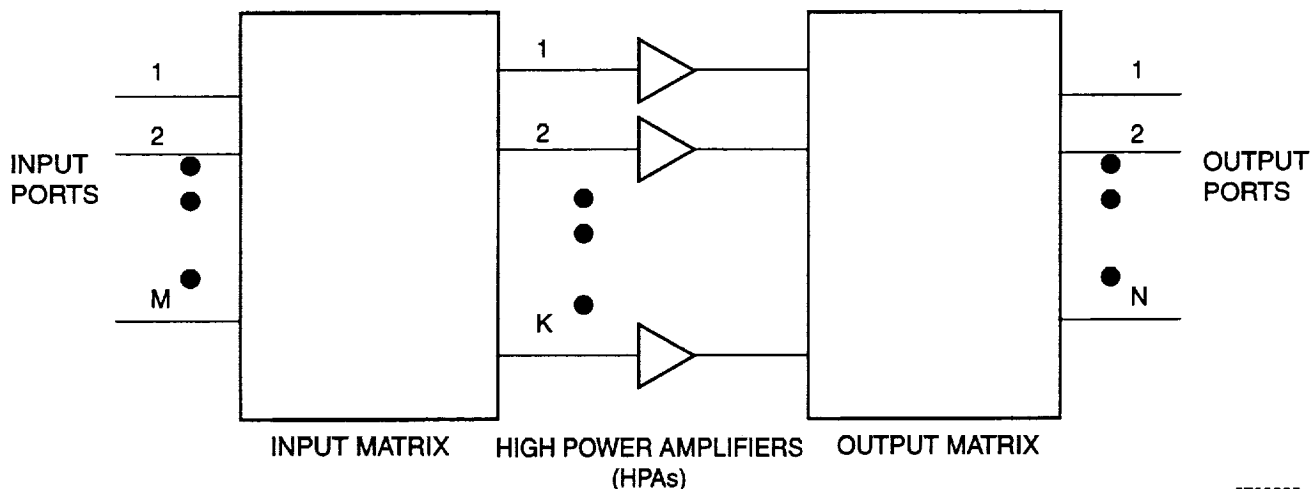 1
2
INPUT
PORTS
M
1
2
K
1
2
OUTPUT
PORTS
N
INPUT MATRIX
HIGH POWER AMPLIFIERS
(HPAs)
OUTPUT MATRIX